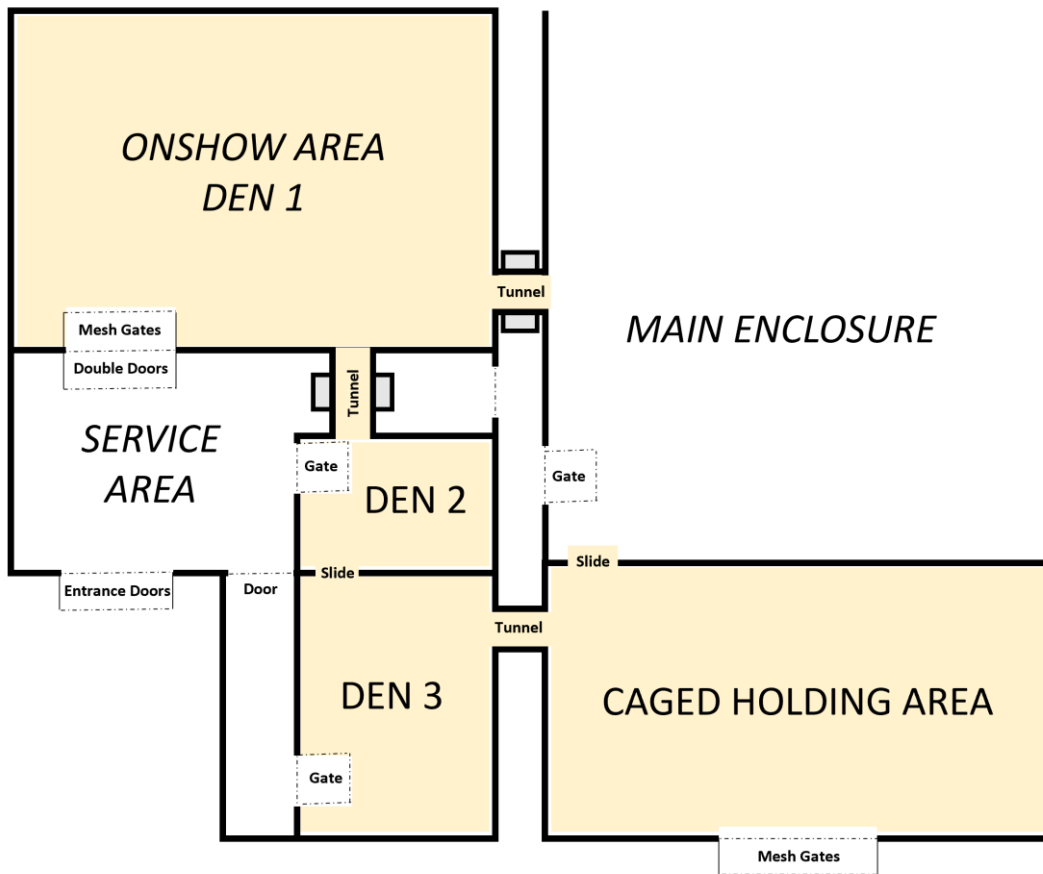 ONSHOW AREA
DEN 1
Tunnel
MAIN ENCLOSURE
Mesh Gates
Double Doors
Tunnel
SERVICE
AREA
Gate
DEN 2
Gate
Slide
Slide
Entrance Doors
Door
Tunnel
DEN 3
CAGED HOLDING AREA
Gate
Mesh Gates